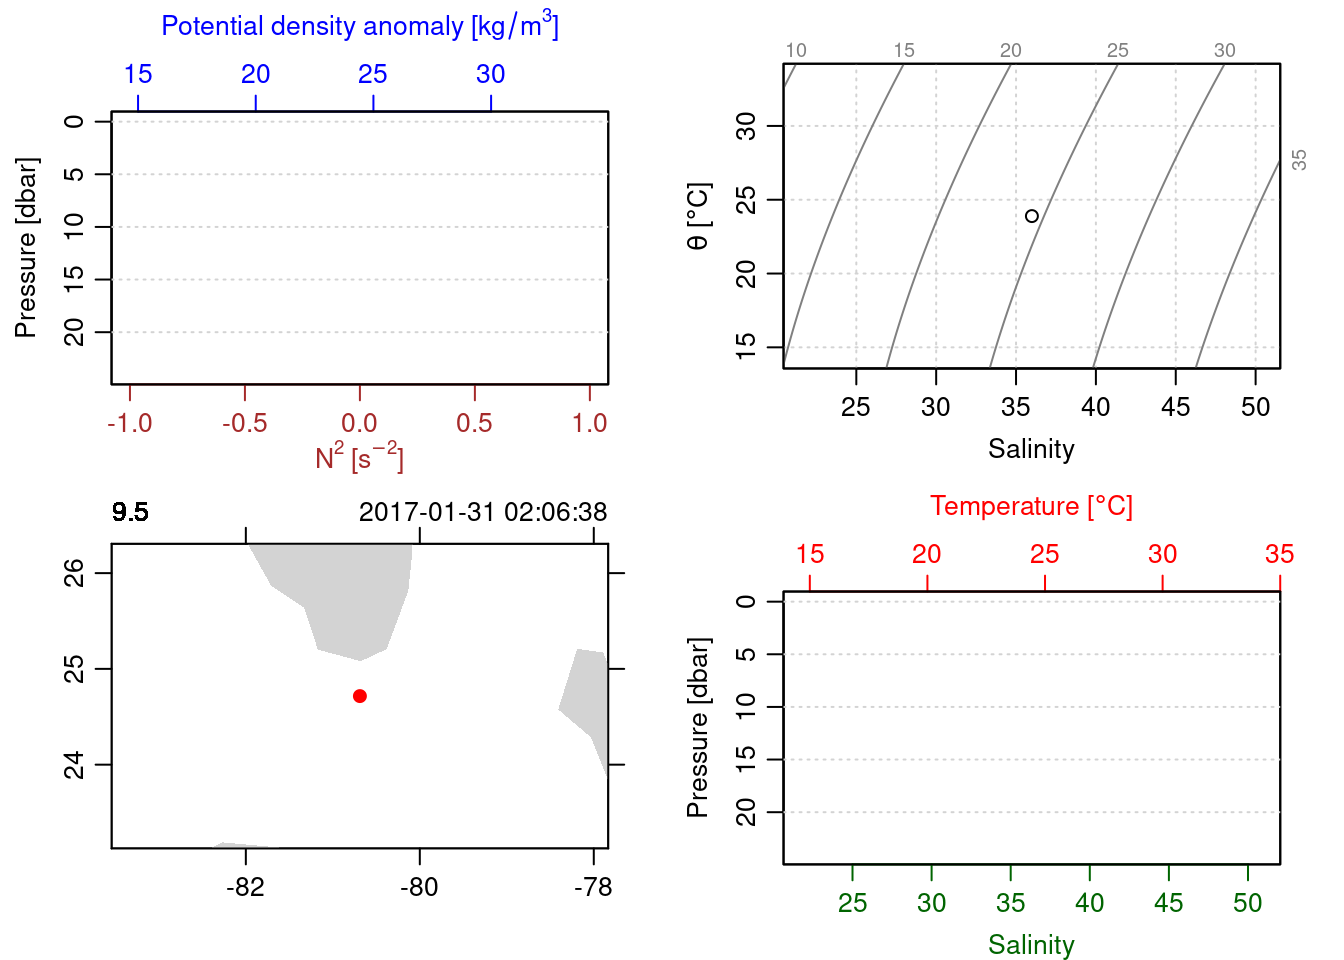 Potential density anomaly [kg/m³]
15 20 25 30
0
5
10
15
20
Pressure [dbar]
-1.0 -0.5 0.0 0.5 1.0
N² [s⁻²]
10 15 20 25 30
35
30
25
20
15
θ [°C]
25 30 35 40 45 50
Salinity
9.5 2017-01-31 02:06:38
26
25
24
-82 -80 -78
Temperature [°C]
15 20 25 30 35
0
5
10
15
20
Pressure [dbar]
25 30 35 40 45 50
Salinity